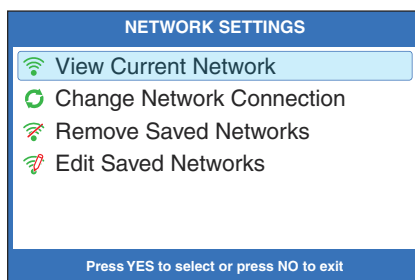 NETWORK SETTINGS
View Current Network
Change Network Connection
Remove Saved Networks
Edit Saved Networks
Press YES to select or press NO to exit